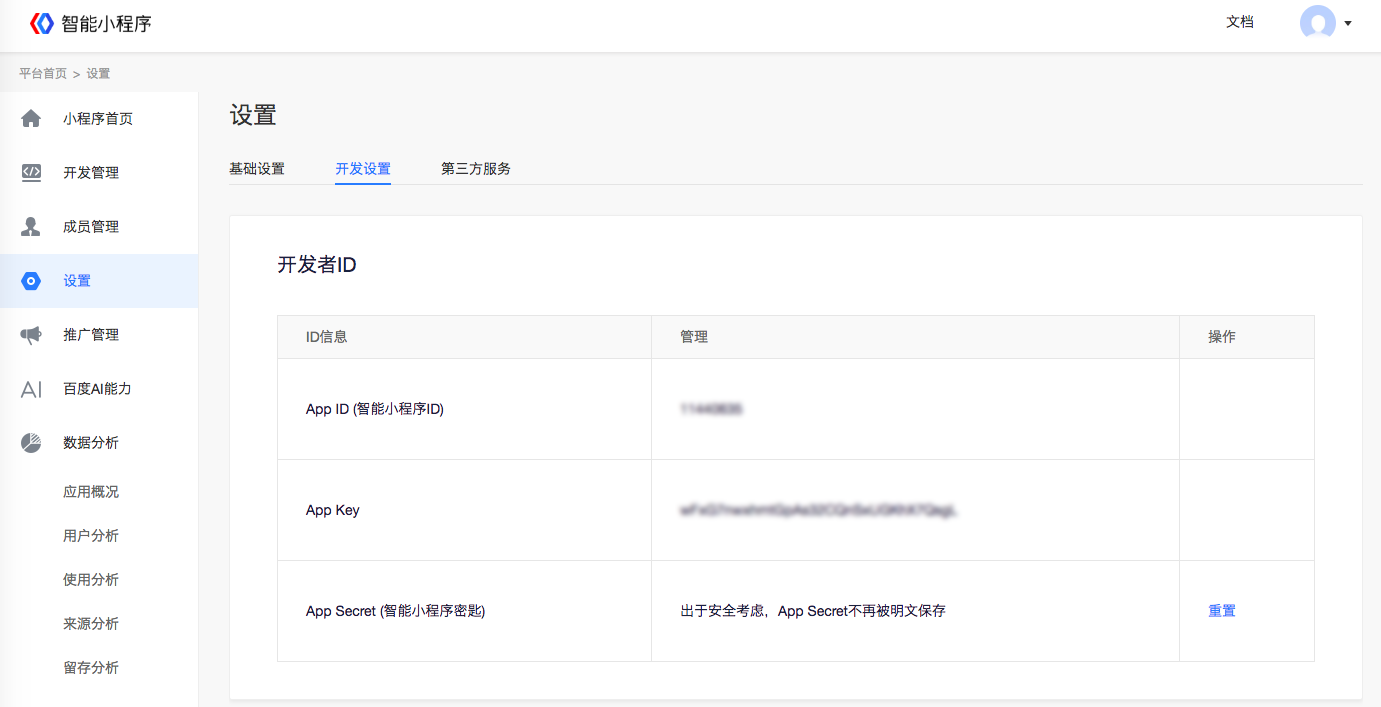 智能小程序
文档
平台首页 > 设置
小程序首页
开发管理
成员管理
设置
推广管理
百度AI能力
数据分析
应用概况
用户分析
使用分析
来源分析
留存分析
设置
基础设置 开发设置 第三方服务
开发者ID
ID信息 管理 操作
App ID (智能小程序ID)
App Key
App Secret (智能小程序密匙) 出于安全考虑，App Secret不再被明文保存 重置